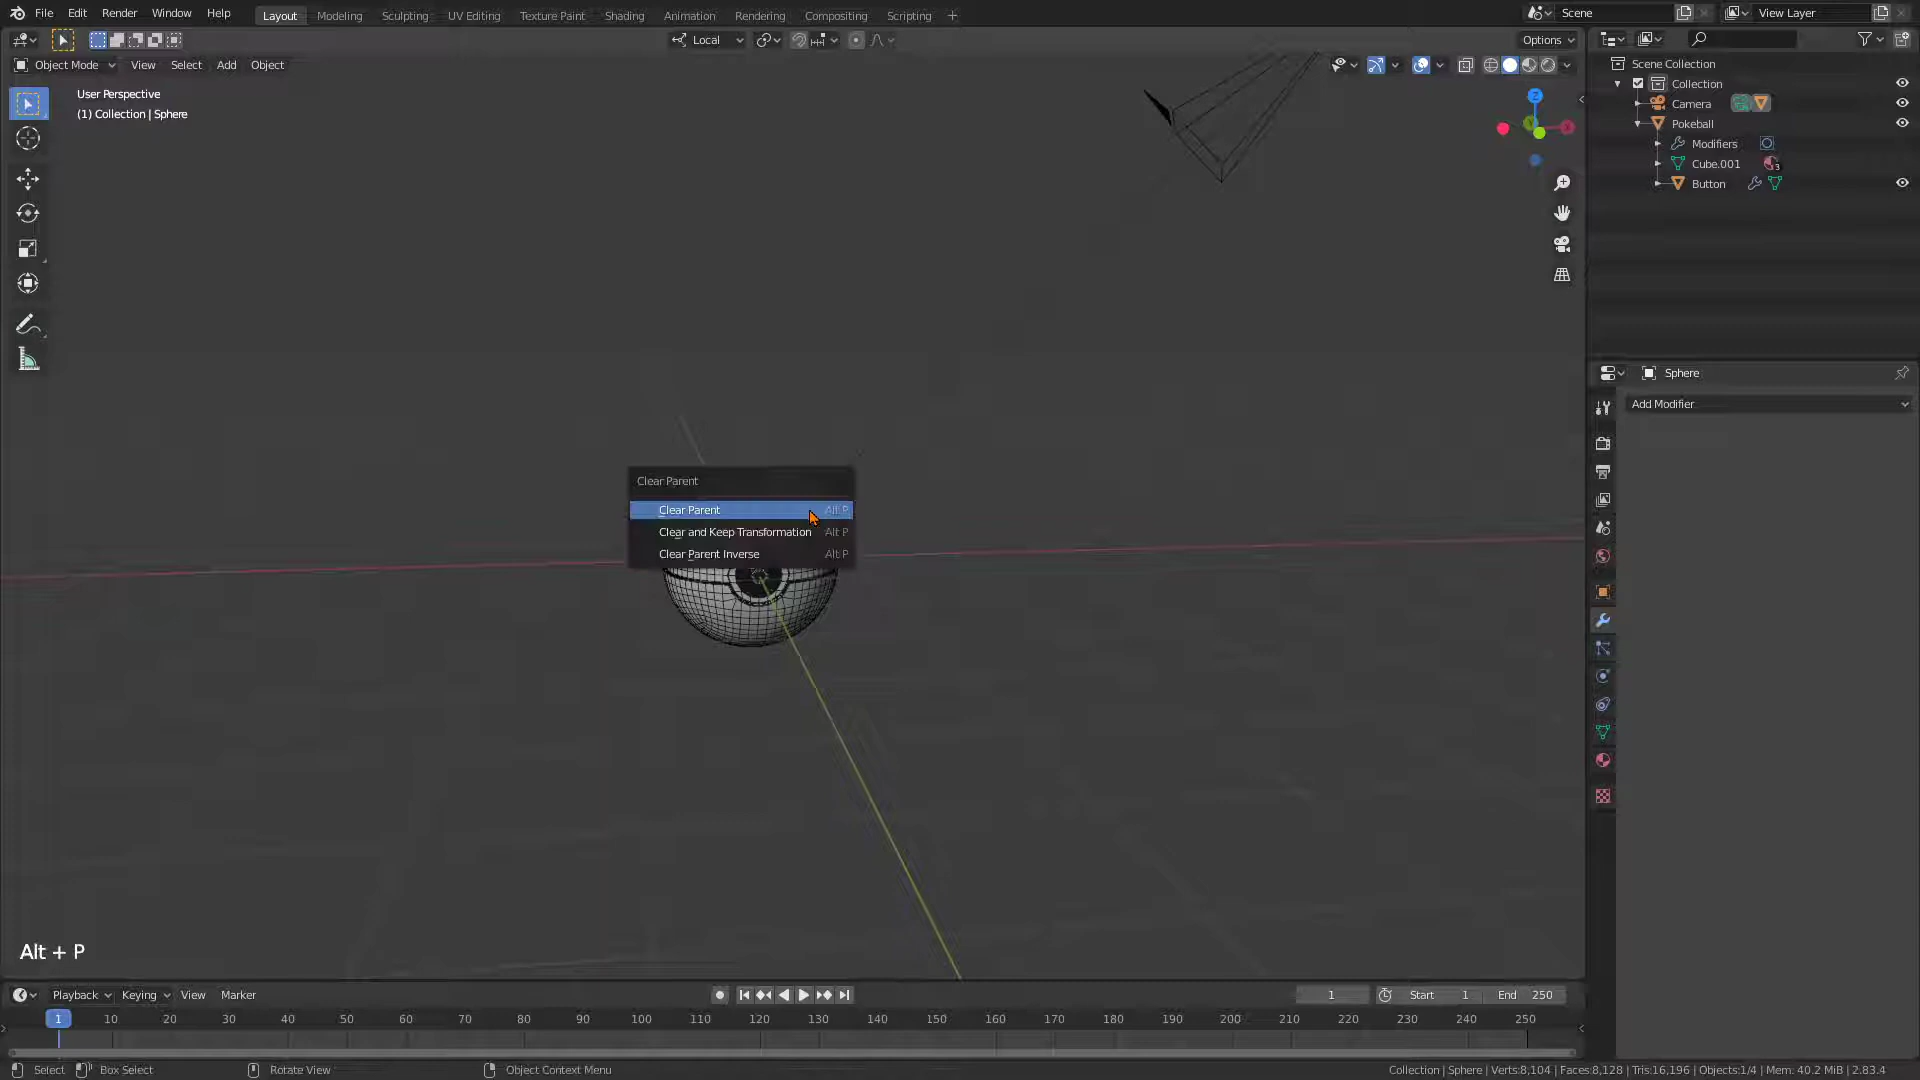 File Edit Render Window Help
Layout Modeling Sculpting UV Editing Texture Paint Shading Animation Rendering Compositing Scripting +
Scene
View Layer
Local
Options
Object Mode View Select Add Object
User Perspective
(1) Collection | Sphere
Z
Y
X
Scene Collection
Collection
Camera
Pokeball
Modifiers
Cube.001 3
Button
Sphere
Add Modifier
Clear Parent
Clear Parent Alt P
Clear and Keep Transformation Alt P
Clear Parent Inverse Alt P
Alt + P
Playback Keying View Marker
1 Start 1 End 250
1 10 20 30 40 50 60 70 80 90 100 110 120 130 140 150 160 170 180 190 200 210 220 230 240 250
Select Box Select Rotate View Object Context Menu
Collection | Sphere | Verts:8,104 | Faces:8,128 | Tris:16,196 | Objects:1/4 | Mem: 40.2 MiB | 2.83.4